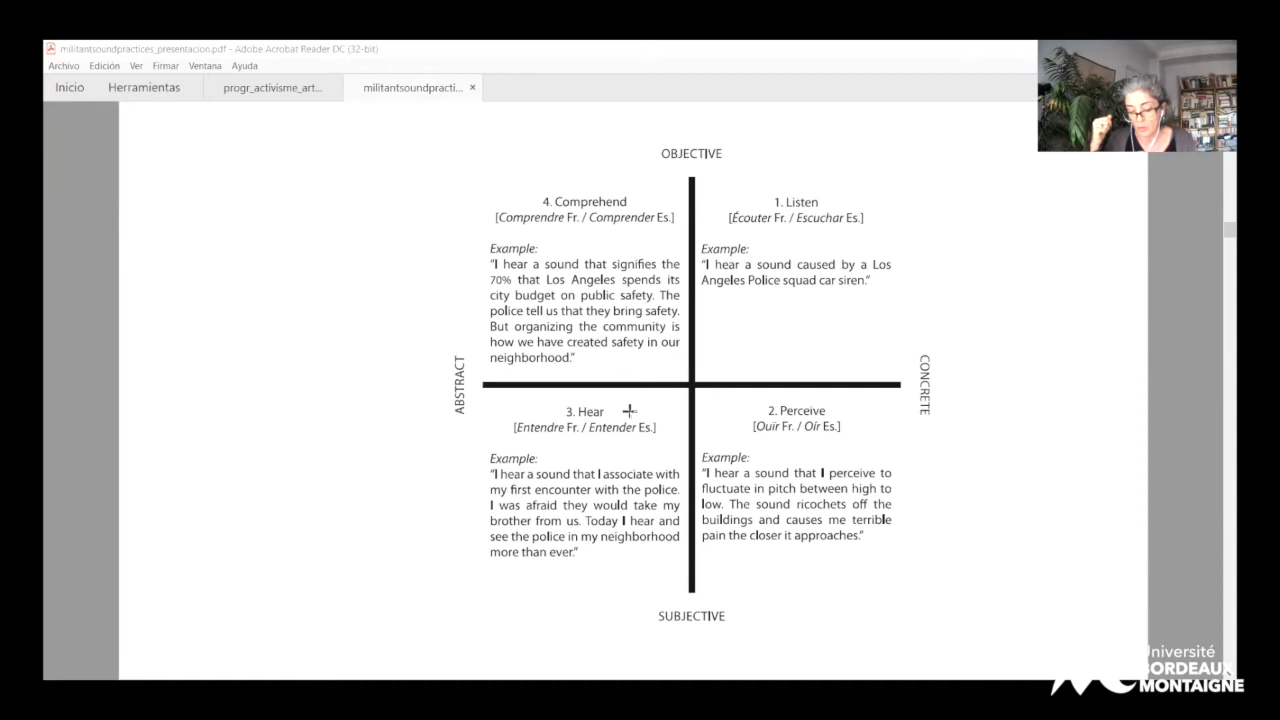 militantsoundpractices_presentacion.pdf - Adobe Acrobat Reader DC (32-bit)
Archivo Edición Ver Firmar Ventana Ayuda
Inicio Herramientas progr_activisme_art... militantsoundpracti... ×
OBJECTIVE
4. Comprehend
[Comprendre Fr. / Comprender Es.]
Example:
"I hear a sound that signifies the
70% that Los Angeles spends its
city budget on public safety. The
police tell us that they bring safety.
But organizing the community is
how we have created safety in our
neighborhood."
1. Listen
[Écouter Fr. / Escuchar Es.]
Example:
"I hear a sound caused by a Los
Angeles Police squad car siren."
ABSTRACT
CONCRETE
3. Hear
[Entendre Fr. / Entender Es.]
Example:
"I hear a sound that I associate with
my first encounter with the police.
I was afraid they would take my
brother from us. Today I hear and
see the police in my neighborhood
more than ever."
2. Perceive
[Ouïr Fr. / Oír Es.]
Example:
"I hear a sound that I perceive to
fluctuate in pitch between high to
low. The sound ricochets off the
buildings and causes me terrible
pain the closer it approaches."
SUBJECTIVE
Université
BORDEAUX
MONTAIGNE